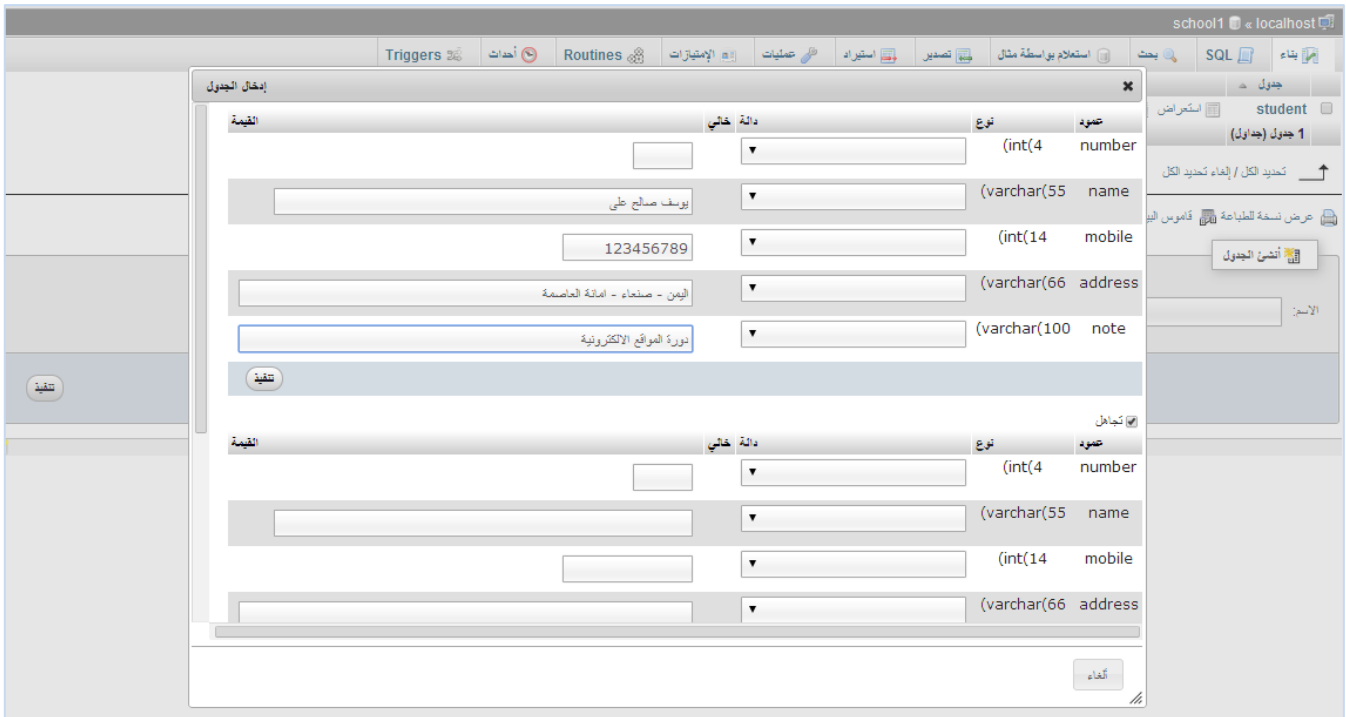 school1 « localhost
بناء SQL بحث استعلام بواسطة مثال تصدير استيراد عمليات الإمتيازات Routines أحداث Triggers
إدخال الجدول
جدول
student استعراض
1 جدول (جداول)
تحديد الكل / إلغاء تحديد الكل
عرض نسخة للطباعة قاموس البي
أنشئ الجدول
الاسم:
تنفيذ
عمود نوع دالة خالي القيمة
number (int(4
name (varchar(55 يوسف صالح على
mobile (int(14 123456789
address (varchar(66 اليمن - صنعاء - امانة العاصمة
note (varchar(100 دورة المواقع الالكترونية
تنفيذ
تجاهل
عمود نوع دالة خالي القيمة
number (int(4
name (varchar(55
mobile (int(14
address (varchar(66
ألغاء